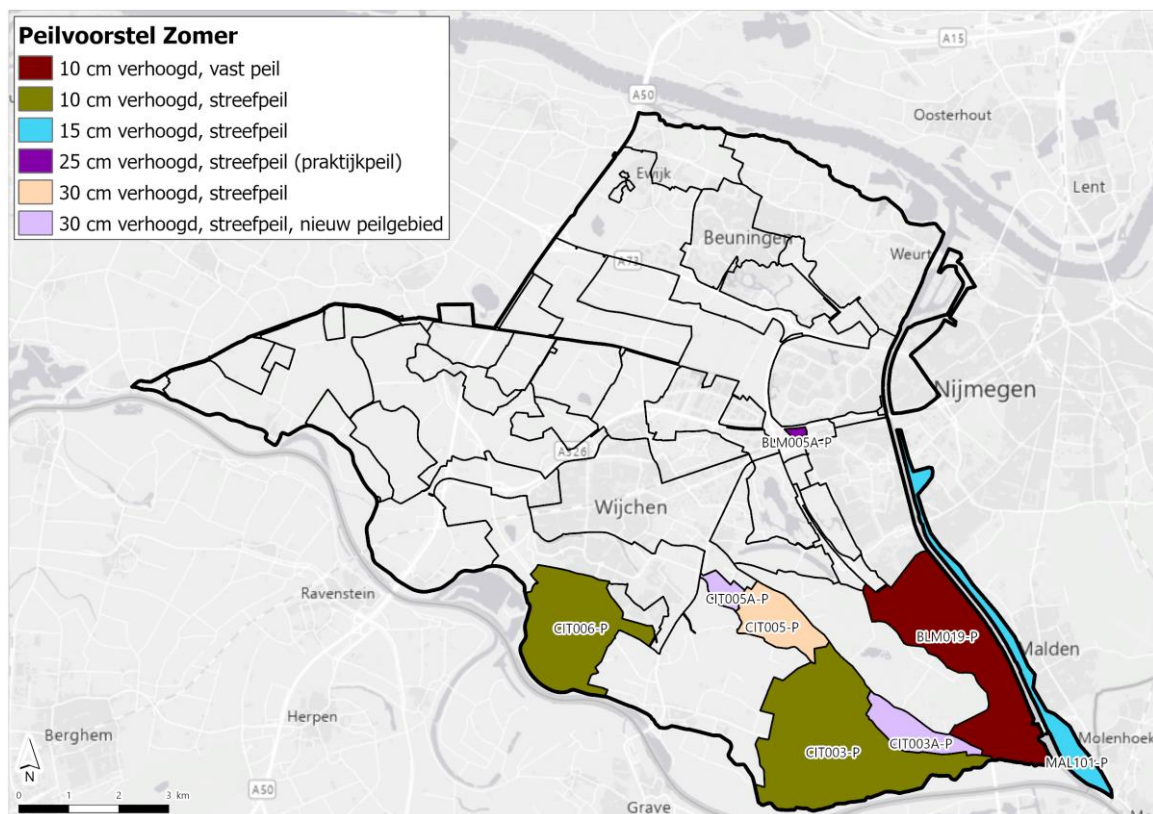 Peilvoorstel Zomer
10 cm verhoogd, vast peil
10 cm verhoogd, streefpeil
15 cm verhoogd, streefpeil
25 cm verhoogd, streefpeil (praktijkpeil)
30 cm verhoogd, streefpeil
30 cm verhoogd, streefpeil, nieuw peilgebied
A15
A50
Oosterhout
Ewijk
Lent
Beuningen
Weurt
A73
Nijmegen
BLM005A-P
A326
Wijchen
Ravenstein
CIT005A-P
CIT006-P
CIT005-P
BLM019-P
Malden
Herpen
Berghem
CIT003A-P
Molenhoek
CIT003-P
MAL101-P
N
A50
0 1 2 3 km
Grave